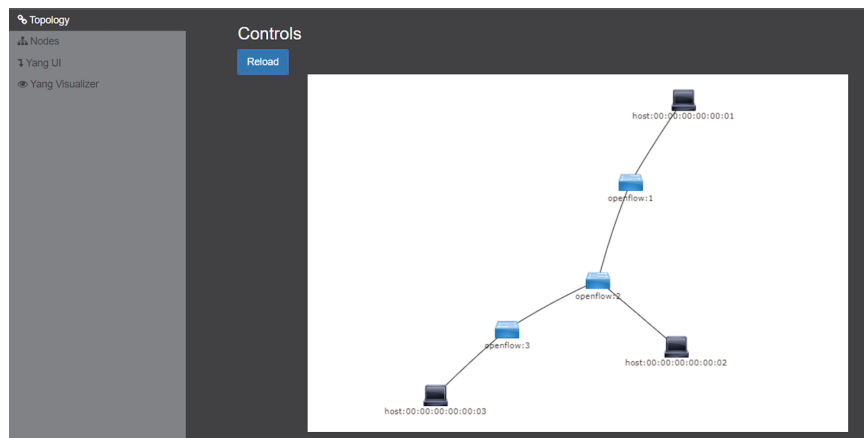 Topology
Nodes
Yang UI
Yang Visualizer
Controls
Reload
host:00:00:00:00:00:01
openflow:1
openflow:2
openflow:3
host:00:00:00:00:00:02
host:00:00:00:00:00:03